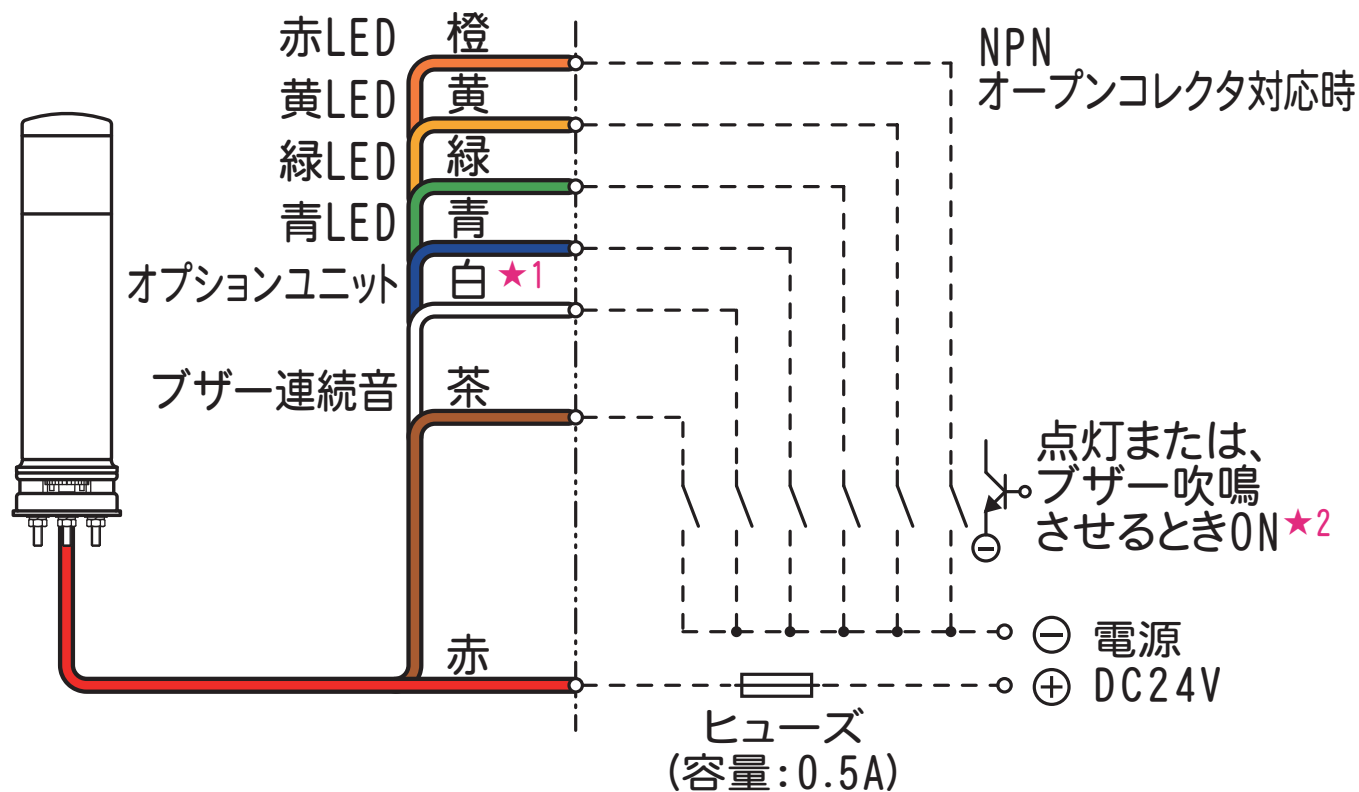 赤LED 橙
黄LED 黄
緑LED 緑
青LED 青
オプションユニット 白 ★1
ブザー連続音 茶
赤
NPN
オープンコレクタ対応時
点灯または、
ブザー吹鳴
させるときON★2
⊖ 電源
⊕ DC24V
ヒューズ
(容量:0.5A)